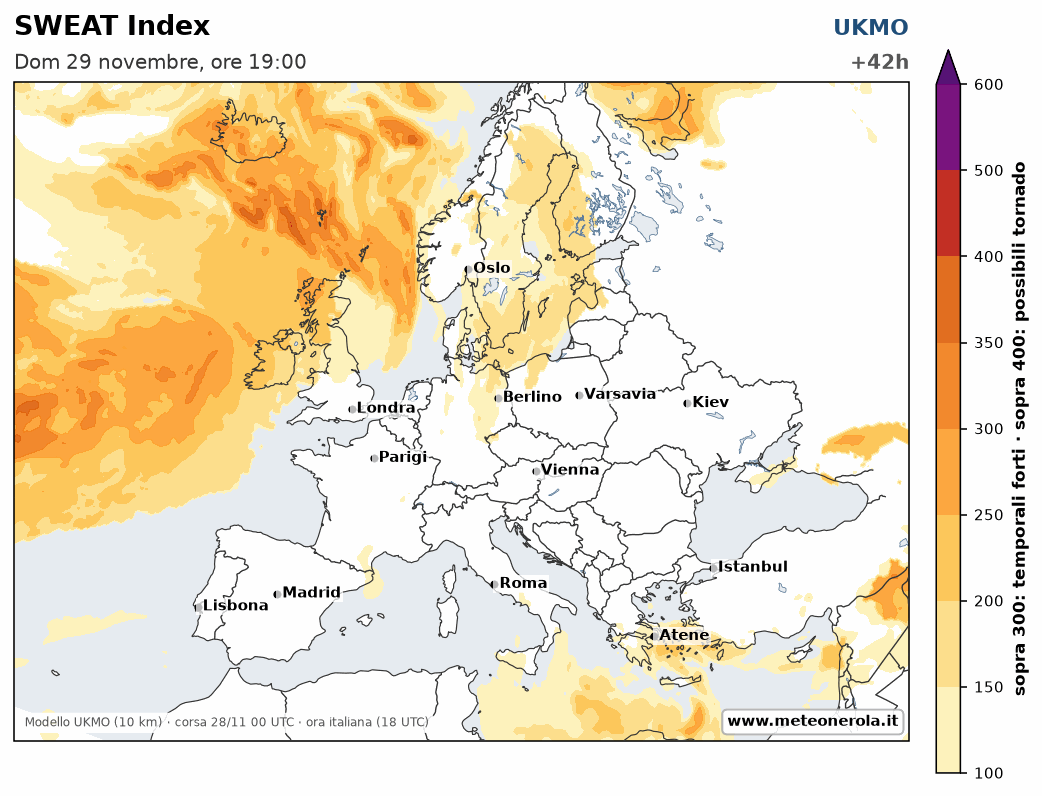 SWEAT Index
UKMO
Dom 29 novembre, ore 19:00
+42h
600
500
400
350
300
250
200
150
100
sopra 300: temporali forti · sopra 400: possibili tornado
Oslo
Berlino
Varsavia
Kiev
Londra
Parigi
Vienna
Istanbul
Roma
Madrid
Lisbona
Atene
Modello UKMO (10 km) · corsa 28/11 00 UTC · ora italiana (18 UTC)
www.meteonerola.it